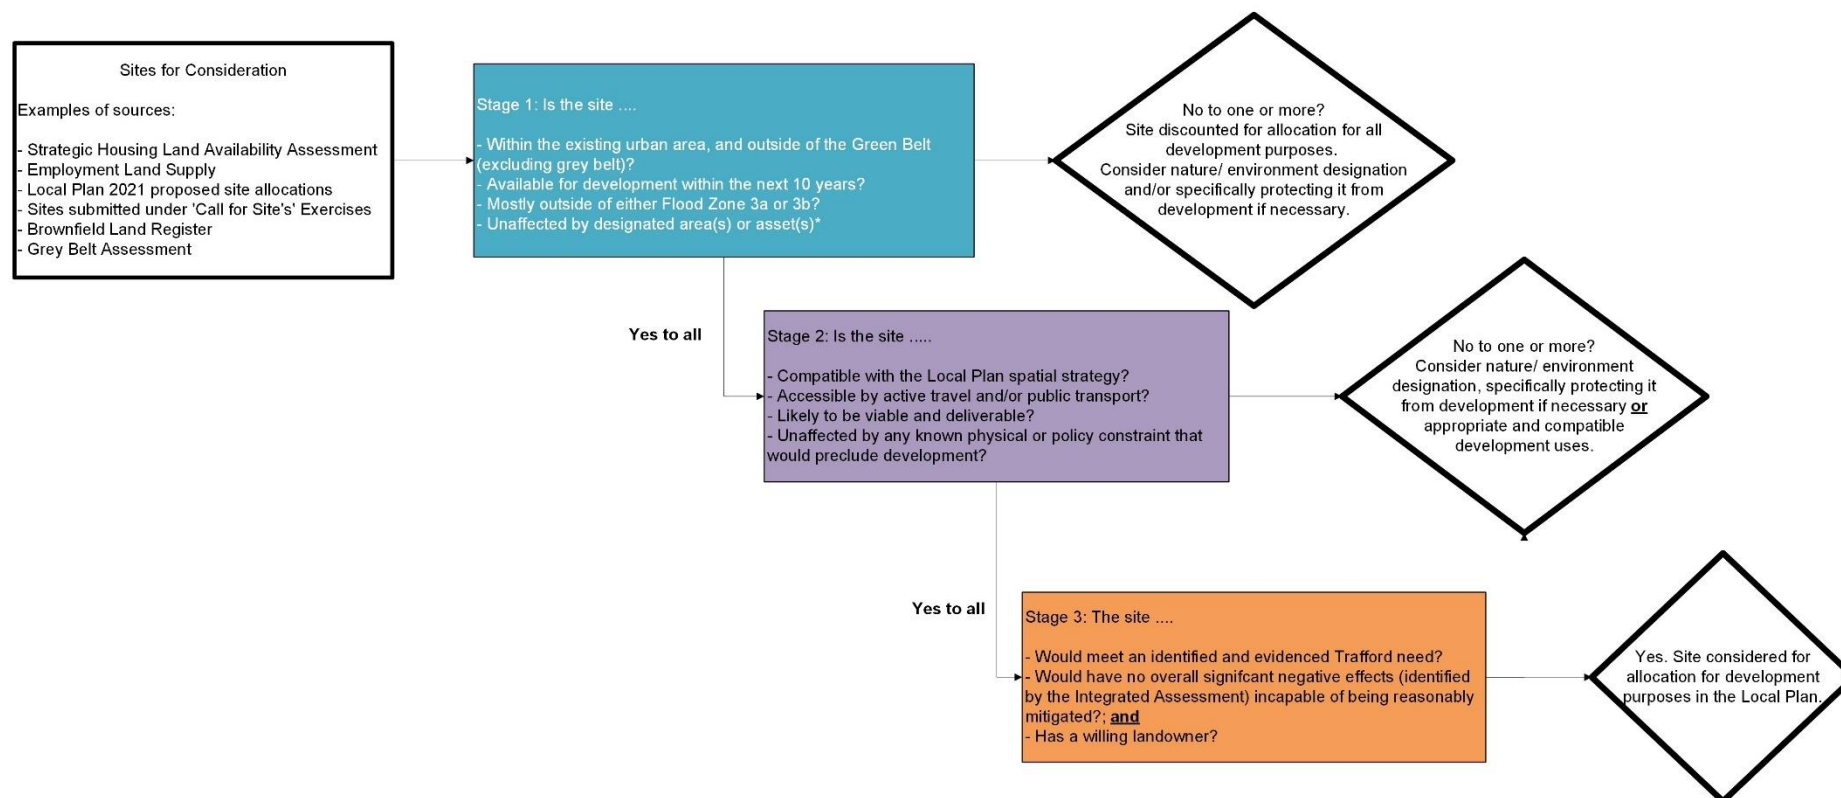 Sites for Consideration
Examples of sources:
- Strategic Housing Land Availability Assessment
- Employment Land Supply
- Local Plan 2021 proposed site allocations
- Sites submitted under 'Call for Site's' Exercises
- Brownfield Land Register
- Grey Belt Assessment
Stage 1: Is the site ....
- Within the existing urban area, and outside of the Green Belt
(excluding grey belt)?
- Available for development within the next 10 years?
- Mostly outside of either Flood Zone 3a or 3b?
- Unaffected by designated area(s) or asset(s)*
No to one or more?
Site discounted for allocation for all
development purposes.
Consider nature/ environment designation
and/or specifically protecting it from
development if necessary.
Yes to all
Stage 2: Is the site .....
- Compatible with the Local Plan spatial strategy?
- Accessible by active travel and/or public transport?
- Likely to be viable and deliverable?
- Unaffected by any known physical or policy constraint that
would preclude development?
No to one or more?
Consider nature/ environment
designation, specifically protecting it
from development if necessary or
appropriate and compatible
development uses.
Yes to all
Stage 3: The site ....
- Would meet an identified and evidenced Trafford need?
- Would have no overall signifcant negative effects (identified
by the Integrated Assessment) incapable of being reasonably
mitigated?; and
- Has a willing landowner?
Yes. Site considered for
allocation for development
purposes in the Local Plan.